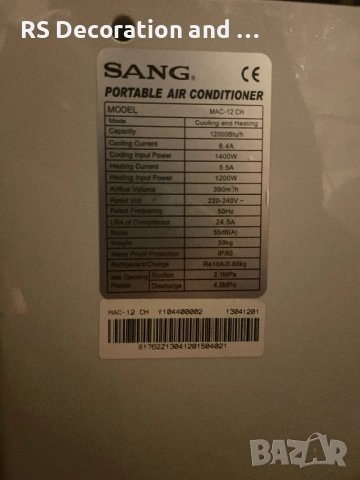 RS Decoration and ...
SANG® CE
PORTABLE AIR CONDITIONER
MODEL MAC-12 CH
Mode Cooling and Heating
Capacity 12000Btu/h
Cooling Current 6.4A
Cooling Input Power 1400W
Heating Current 5.5A
Heating Input Power 1200W
Airflow Volume 390m³/h
Rated Volt 220-240V~
Rated Frequency 50Hz
LRA of Compressor 24.5A
Noise 55dB(A)
Weight 33kg
Water Proof Protection IPX0
Refrigerant/Charge R410A/0.60kg
Max Operating Pressure
Suction 2.1MPa
Discharge 4.2MPa
MAC-12 CH Y104400002 13041201
81762Z13041201504021
BAZAR